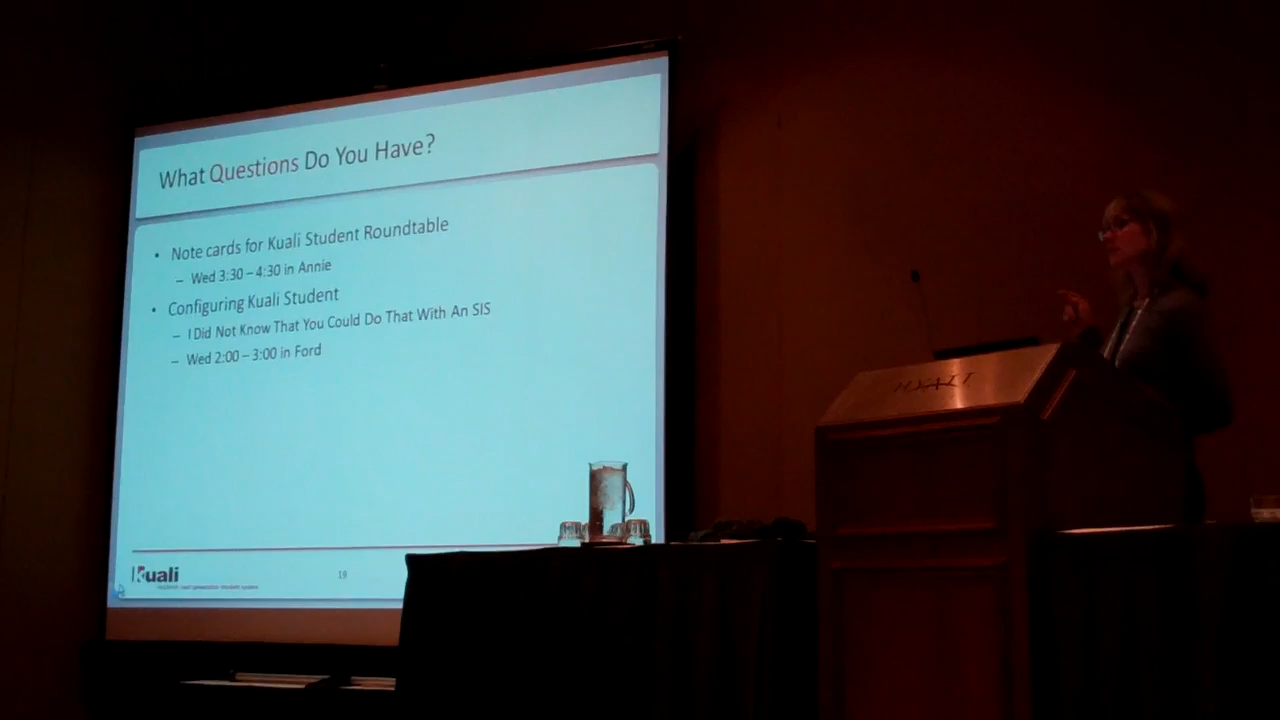 What Questions Do You Have?
• Note cards for Kuali Student Roundtable
– Wed 3:30 – 4:30 in Annie
• Configuring Kuali Student
– I Did Not Know That You Could Do That With An SIS
– Wed 2:00 – 3:00 in Ford
Kuali
19
HYATT